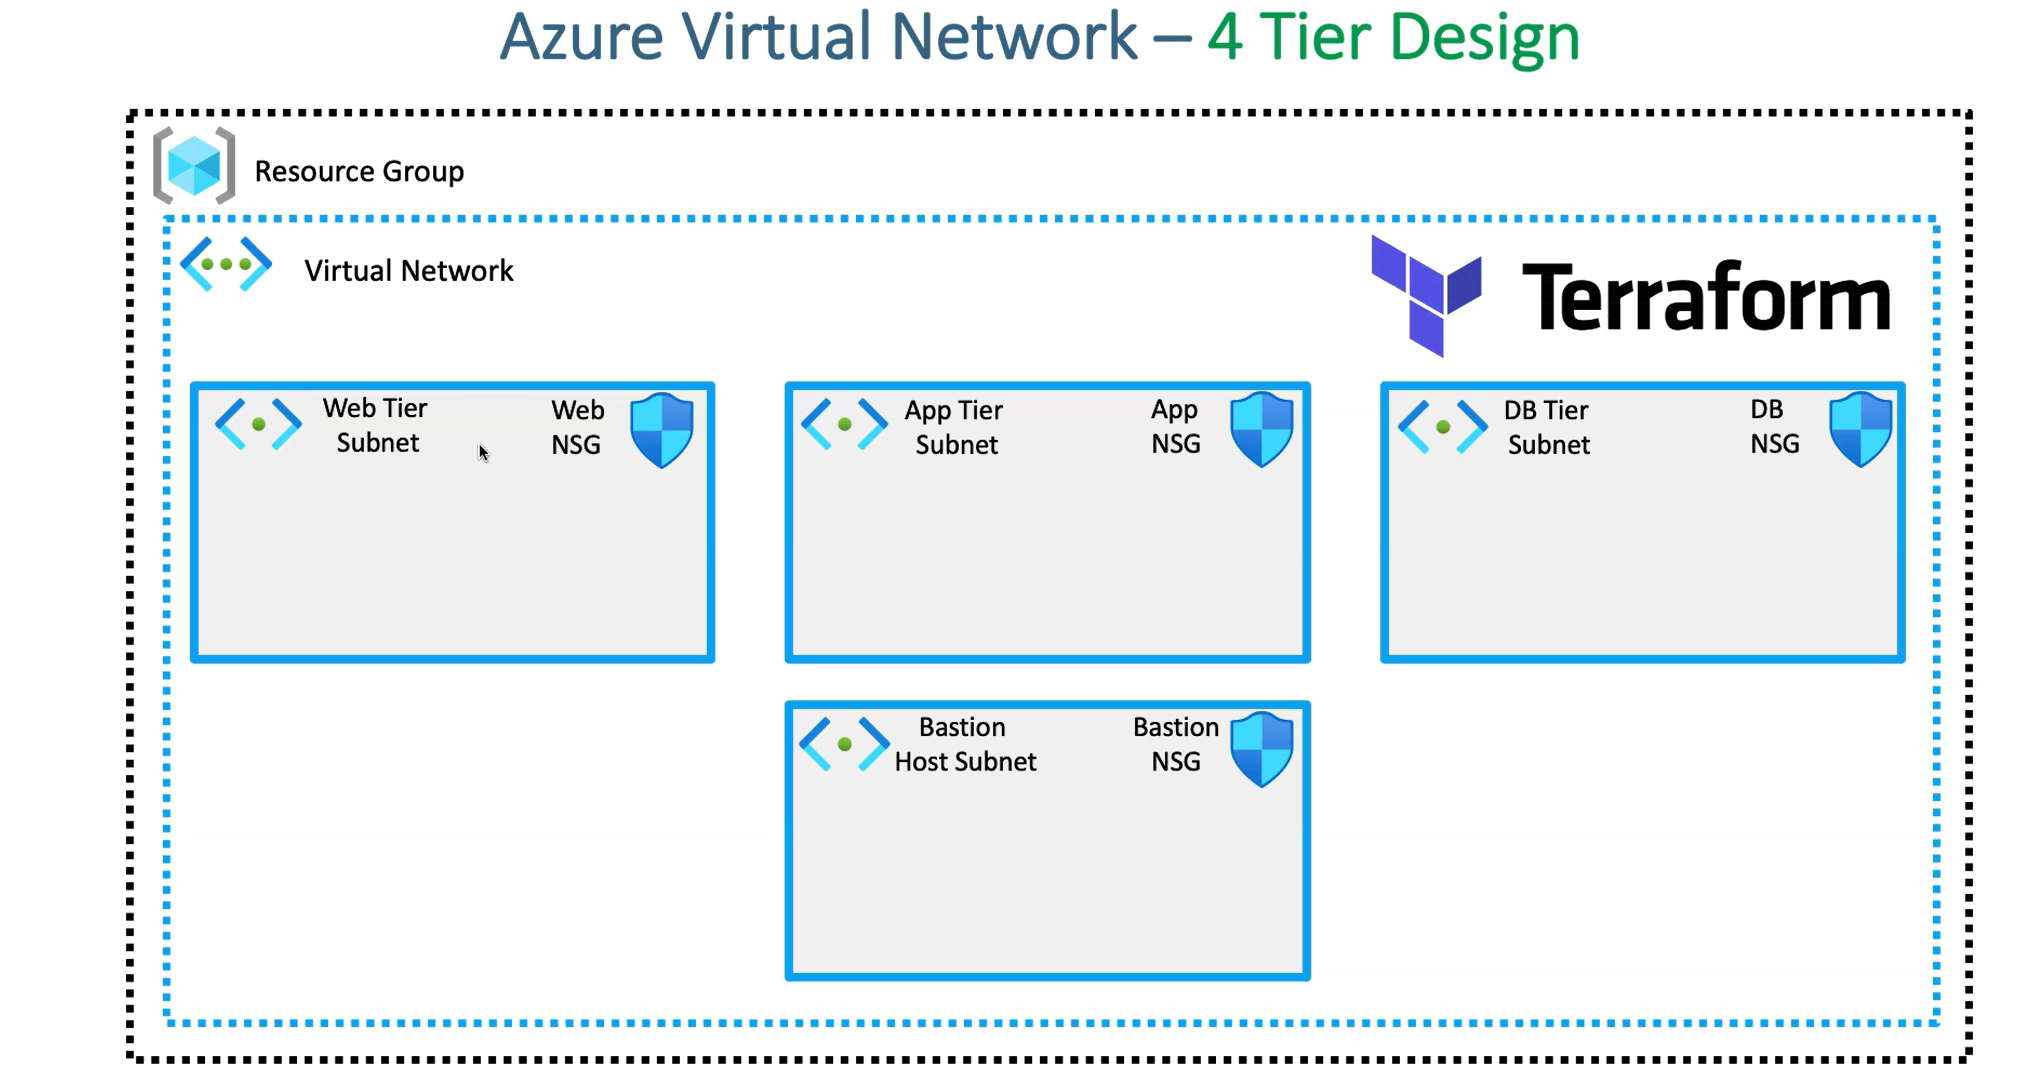 Azure Virtual Network – 4 Tier Design
Resource Group
Virtual Network
Terraform
Web Tier
Subnet
Web
NSG
App Tier
Subnet
App
NSG
DB Tier
Subnet
DB
NSG
Bastion
Host Subnet
Bastion
NSG